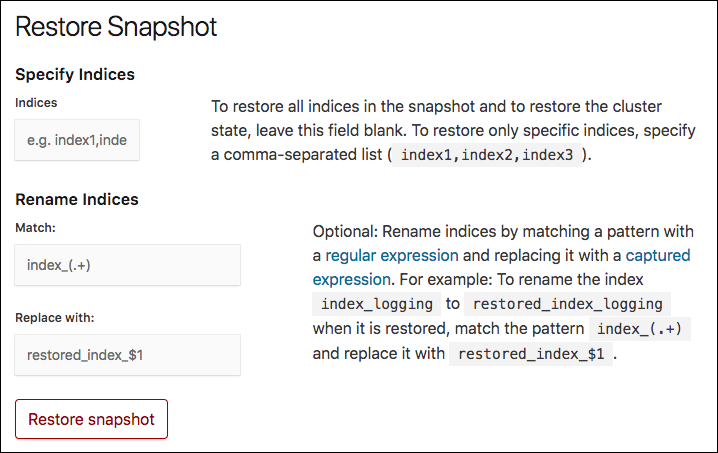 Restore Snapshot
Specify Indices
Indices
e.g. index1,inde
To restore all indices in the snapshot and to restore the cluster
state, leave this field blank. To restore only specific indices, specify
a comma-separated list ( index1,index2,index3 ).
Rename Indices
Match:
index_(.+)
Replace with:
restored_index_$1
Optional: Rename indices by matching a pattern with
a regular expression and replacing it with a captured
expression. For example: To rename the index
index_logging to restored_index_logging
when it is restored, match the pattern index_(.+)
and replace it with restored_index_$1 .
Restore snapshot